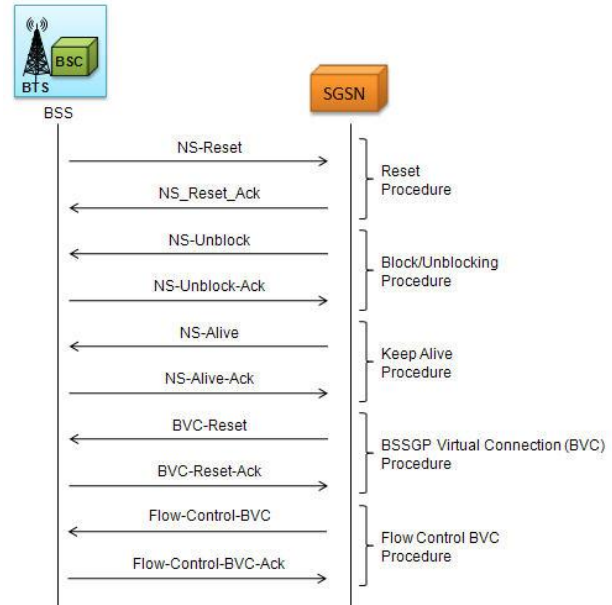 BSC
BTS
BSS
SGSN
NS-Reset
NS_Reset_Ack
Reset
Procedure
NS-Unblock
NS-Unblock-Ack
Block/Unblocking
Procedure
NS-Alive
NS-Alive-Ack
Keep Alive
Procedure
BVC-Reset
BVC-Reset-Ack
BSSGP Virtual Connection (BVC)
Procedure
Flow-Control-BVC
Flow-Control-BVC-Ack
Flow Control BVC
Procedure